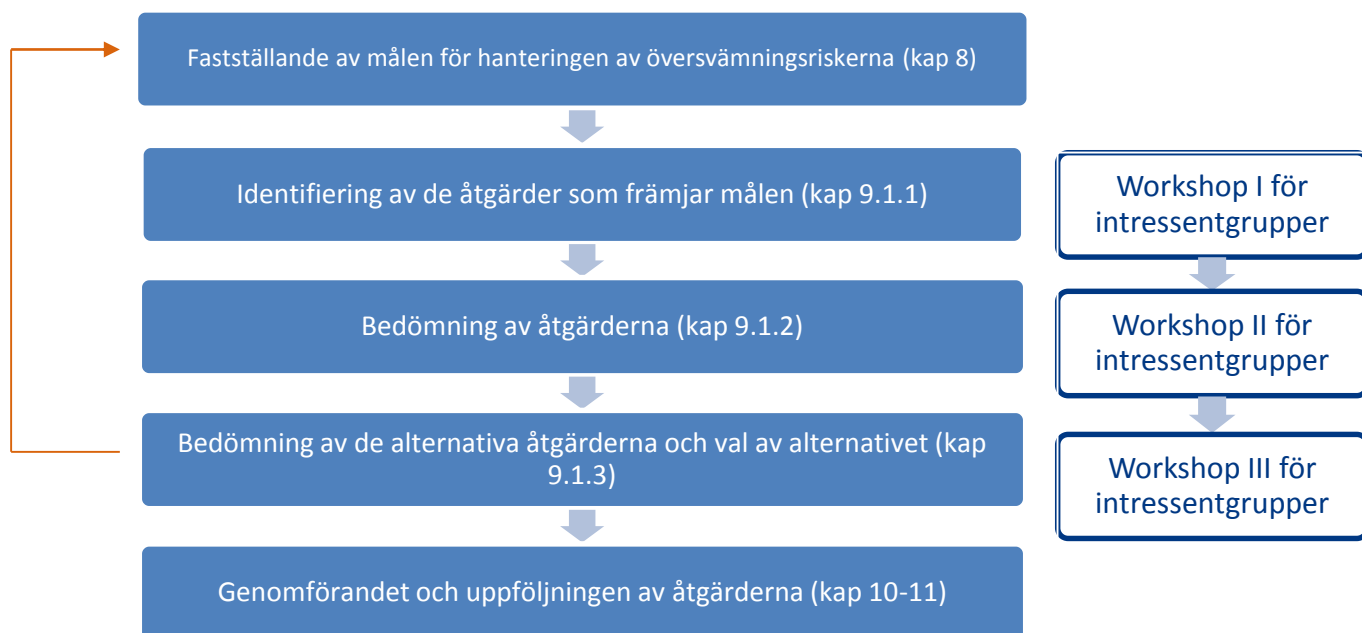 Fastställande av målen för hanteringen av översvämningsriskerna (kap 8)
Identifiering av de åtgärder som främjar målen (kap 9.1.1)
Bedömning av åtgärderna (kap 9.1.2)
Bedömning av de alternativa åtgärderna och val av alternativet (kap
9.1.3)
Genomförandet och uppföljningen av åtgärderna (kap 10-11)
Workshop I för
intressentgrupper
Workshop II för
intressentgrupper
Workshop III för
intressentgrupper